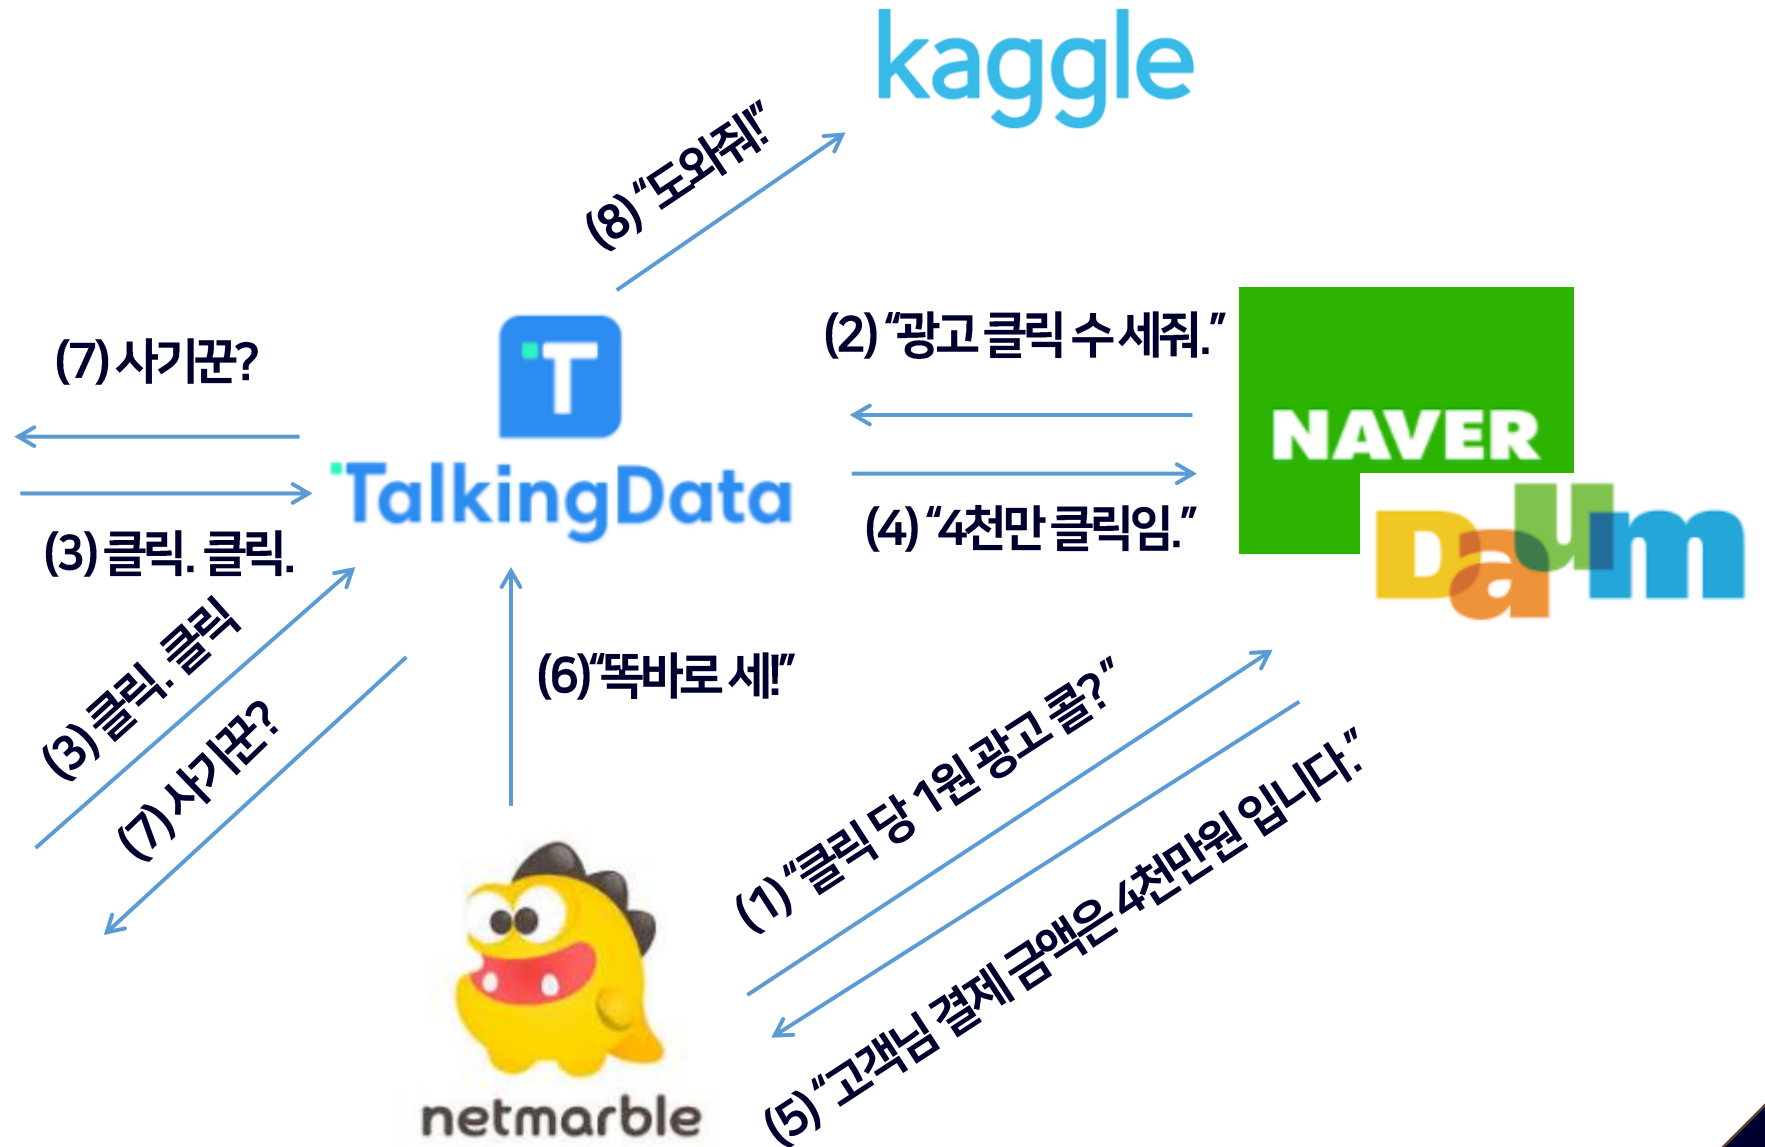 kaggle
(8) “도와줘!”
(2) “광고 클릭 수 세줘.”
(7) 사기꾼?
T
NAVER
TalkingData
(4) “4천만 클릭임.”
Daum
(3) 클릭. 클릭.
(3) 클릭. 클릭
(6)“똑바로 세!”
(7) 사기꾼?
(1) “클릭 당 1원 광고 콜?”
(5) “고객님 결제 금액은 4천만원 입니다.”
netmarble